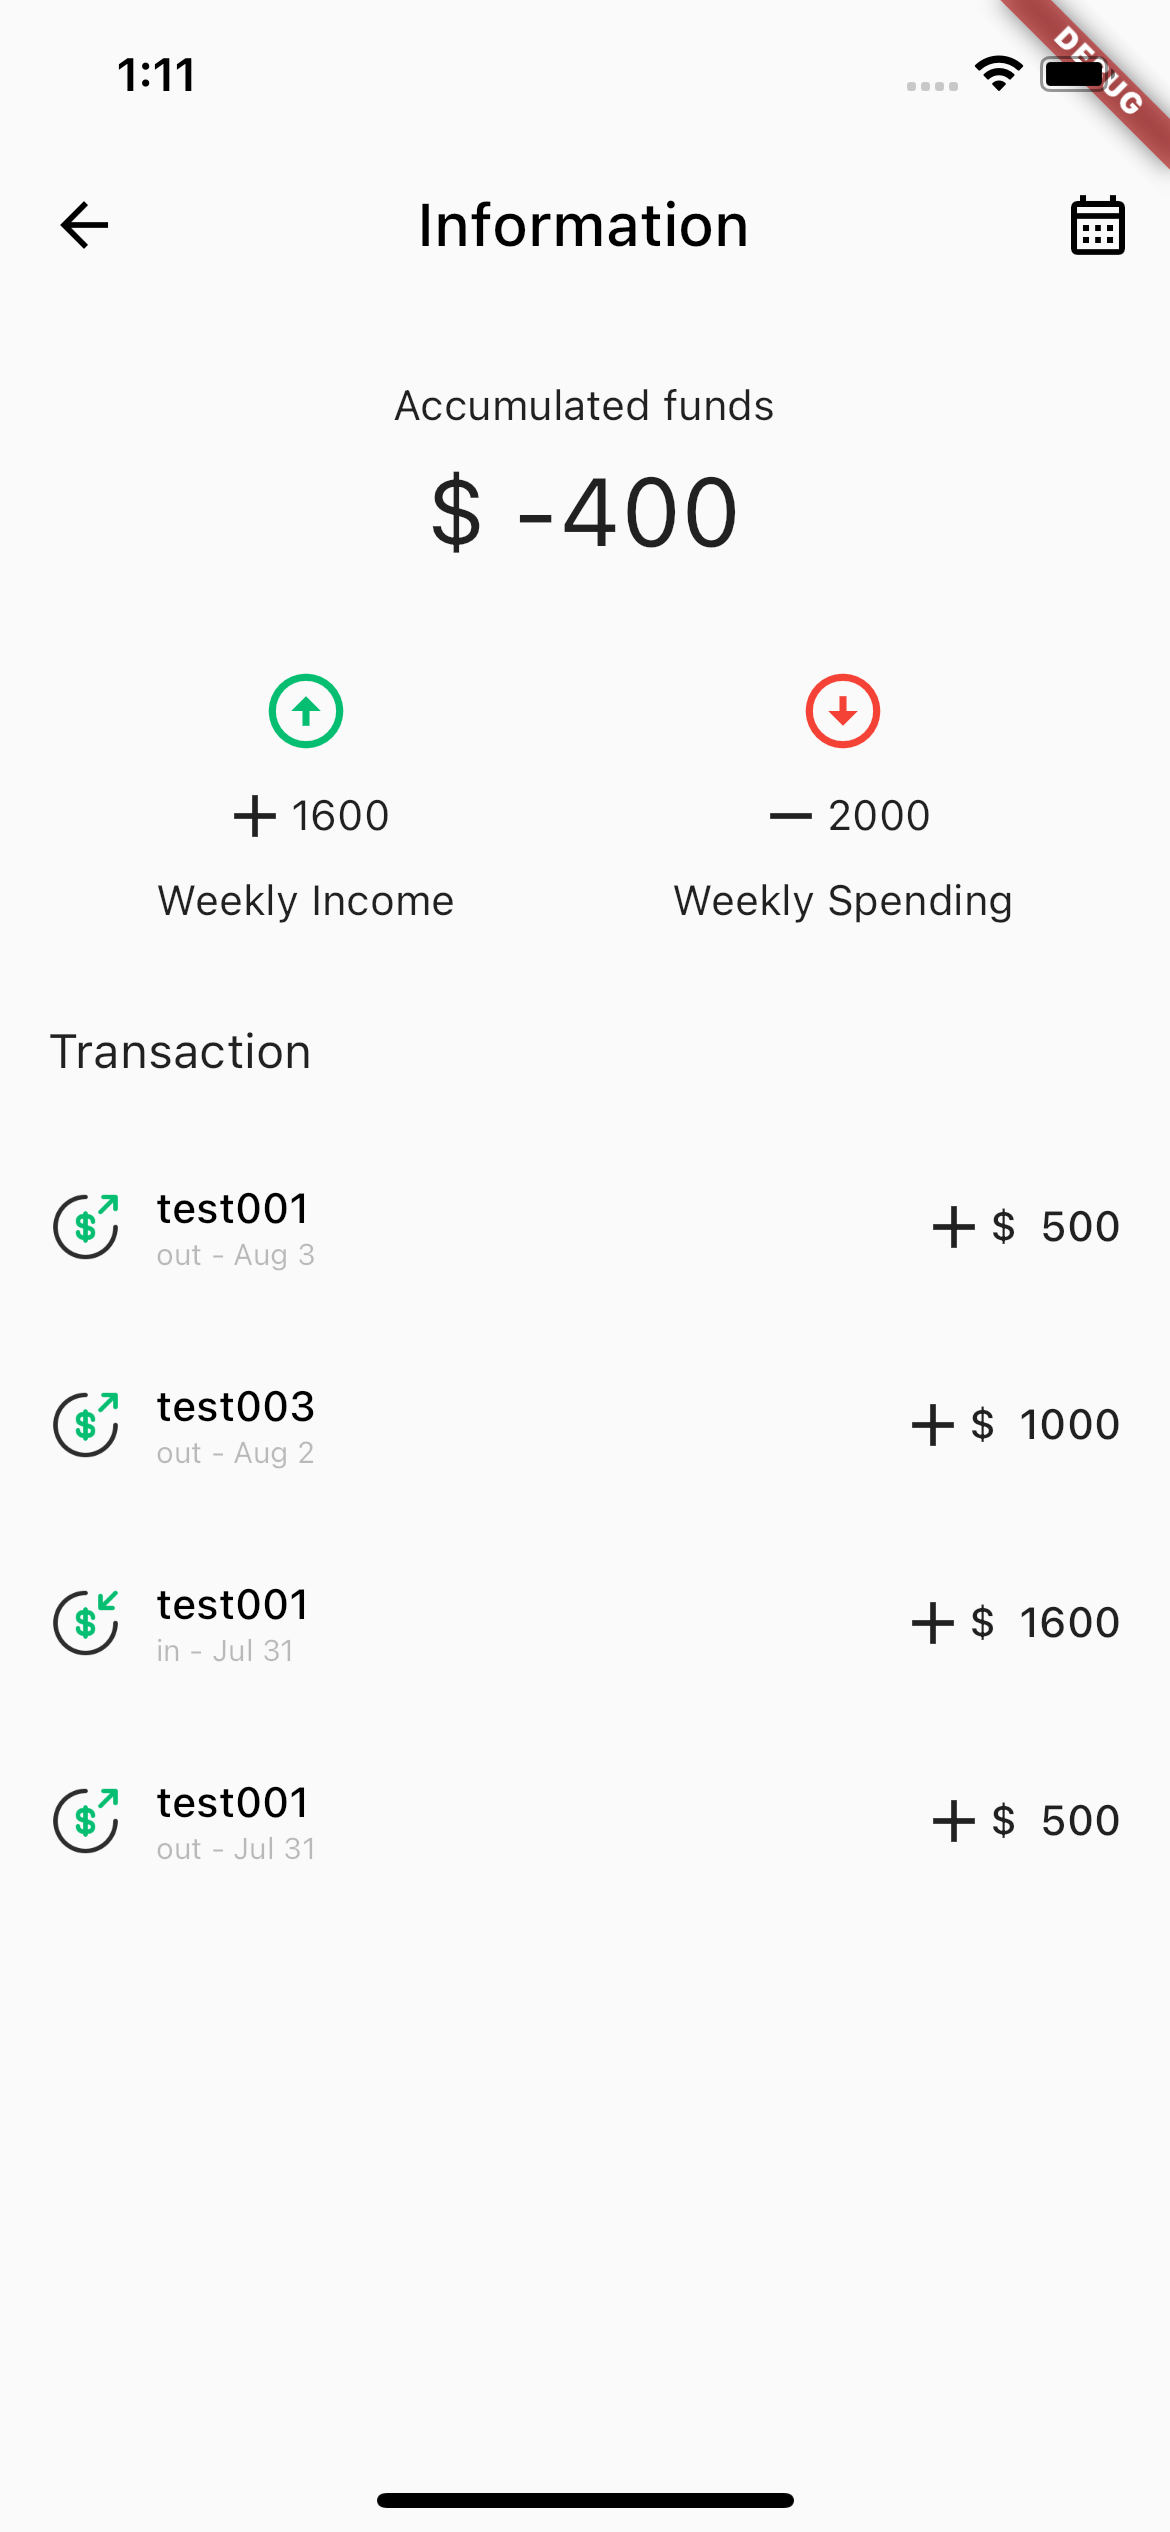 1:11
DEBUG
Information
Accumulated funds
$ -400
+ 1600
— 2000
Weekly Income
Weekly Spending
Transaction
test001
out - Aug 3
+ $ 500
test003
out - Aug 2
+ $ 1000
test001
in - Jul 31
+ $ 1600
test001
out - Jul 31
+ $ 500